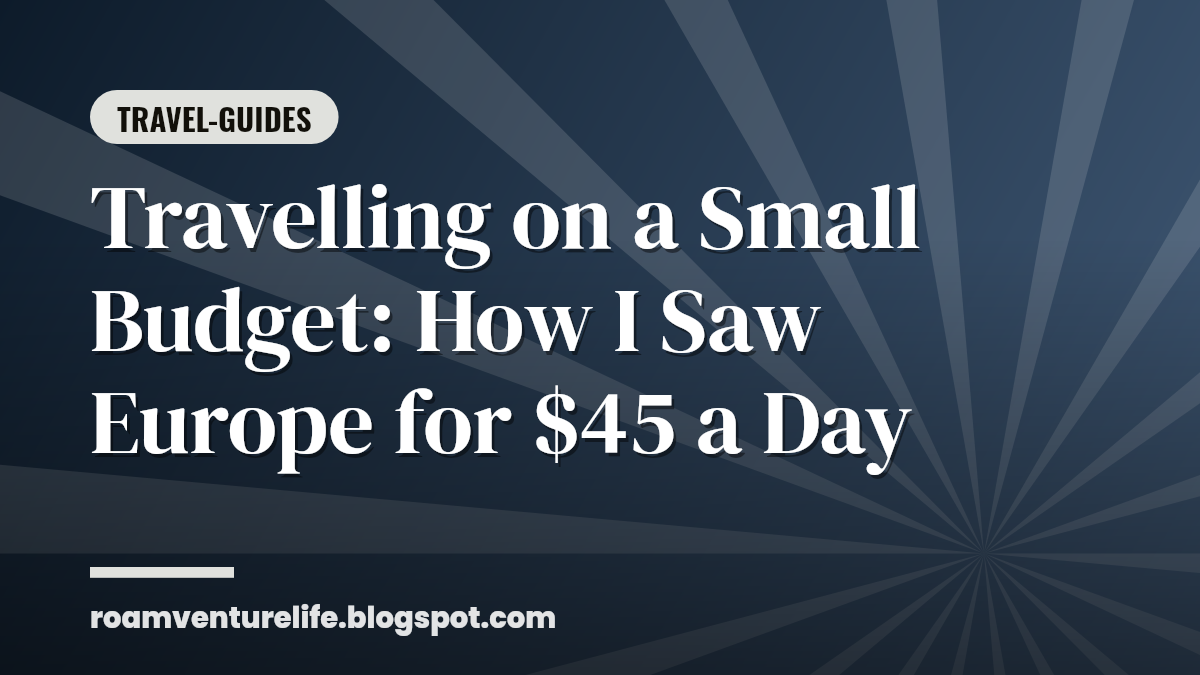 TRAVEL-GUIDES
Travelling on a Small
Budget: How I Saw
Europe for $45 a Day
roamventurelife.blogspot.com